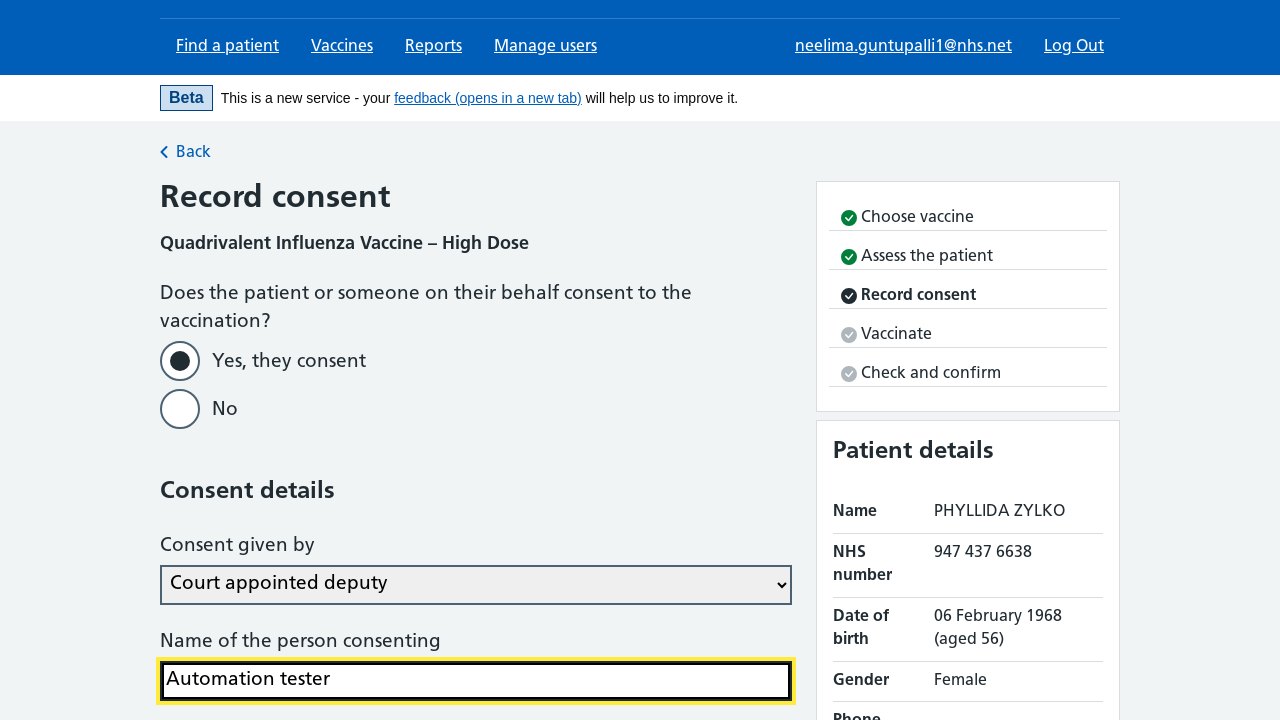 Find a patient
Vaccines
Reports
Manage users
neelima.guntupalli1@nhs.net
Log Out
Beta
This is a new service - your feedback (opens in a new tab) will help us to improve it.
Back
Record consent
Quadrivalent Influenza Vaccine – High Dose
Does the patient or someone on their behalf consent to the
vaccination?
Yes, they consent
No
Consent details
Consent given by
Court appointed deputy
Name of the person consenting
Automation tester
Choose vaccine
Assess the patient
Record consent
Vaccinate
Check and confirm
Patient details
Name PHYLLIDA ZYLKO
NHS number 947 437 6638
Date of birth 06 February 1968 (aged 56)
Gender Female
Phone